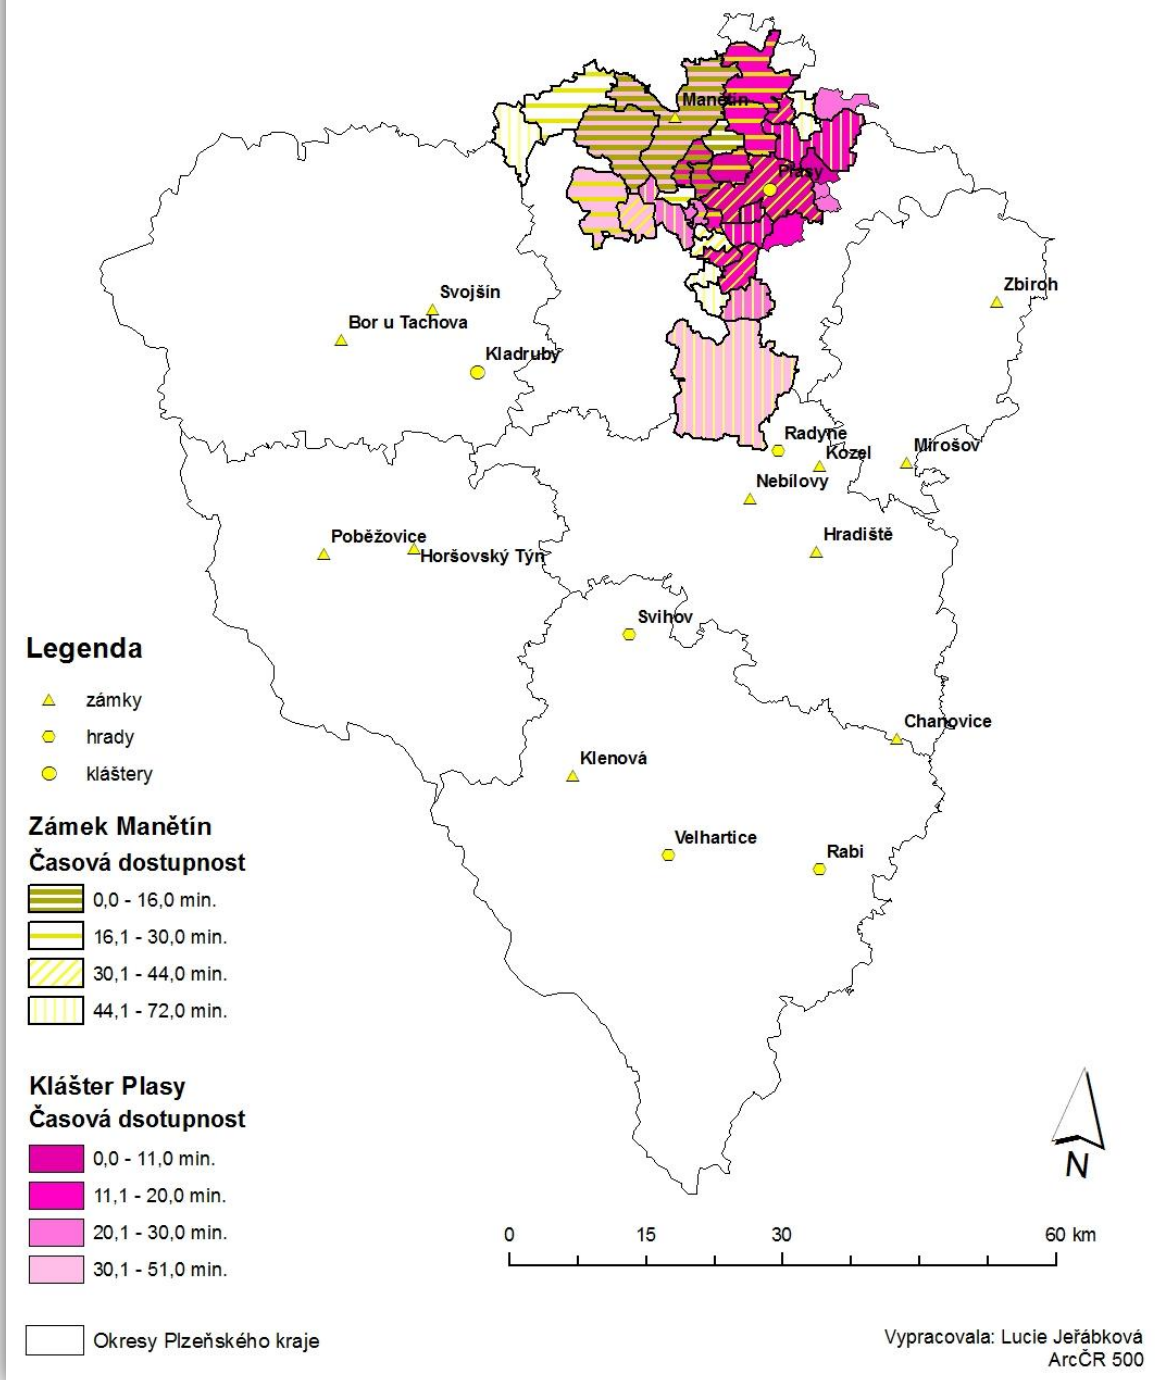 Manětín
Plasy
Zbiroh
Svojšín
Bor u Tachova
Kladruby
Radyne
Kozel
Mirošov
Nebílovy
Hradiště
Poběžovice
Horšovský Týn
Svihov
Chanovice
Klenová
Velhartice
Rabi
Legenda
zámky
hrady
kláštery
Zámek Manětín
Časová dostupnost
0,0 - 16,0 min.
16,1 - 30,0 min.
30,1 - 44,0 min.
44,1 - 72,0 min.
Klášter Plasy
Časová dsotupnost
0,0 - 11,0 min.
11,1 - 20,0 min.
20,1 - 30,0 min.
30,1 - 51,0 min.
Okresy Plzeňského kraje
N
0 15 30 60 km
Vypracovala: Lucie Jeřábková
ArcČR 500